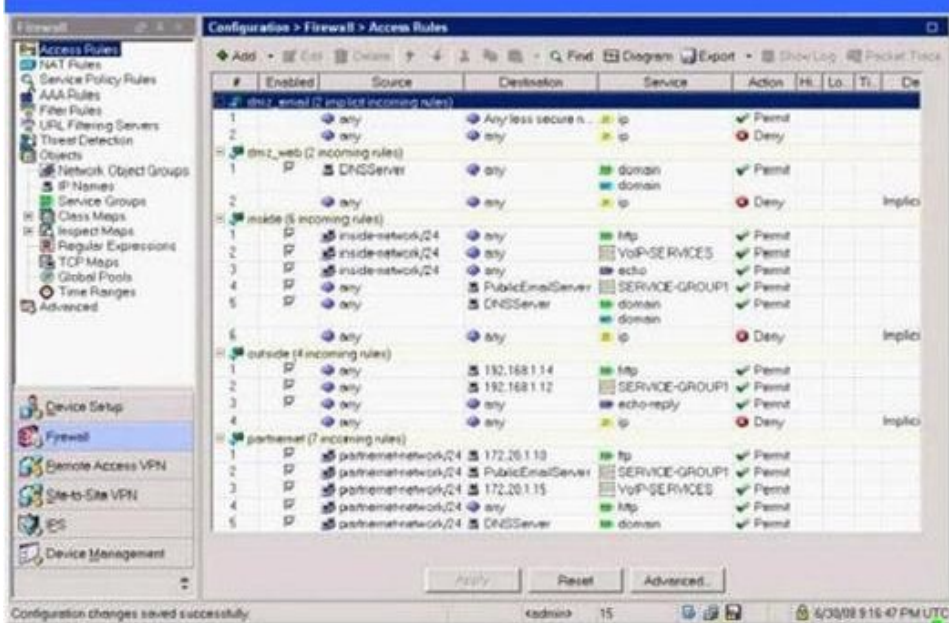 Firewall
Access Rules
NAT Rules
Service Policy Rules
AAA Rules
Filter Rules
URL Filtering Servers
Threat Detection
Objects
Network Object Groups
IP Names
Service Groups
Class Maps
Inspect Maps
Regular Expressions
TCP Maps
Global Pools
Time Ranges
Advanced
Device Setup
Firewall
Remote Access VPN
Site-to-Site VPN
IPS
Device Management
Configuration > Firewall > Access Rules
Add Edit Delete Find Diagram Export Show Log Packet Trace
# Enabled Source Destination Service Action Hi.. Lo.. Ti.. De
dmz_email (2 implicit incoming rules)
1 any Any less secure n... ip Permit
2 any any ip Deny
dmz_web (2 incoming rules)
1 DNSServer any domain Permit
domain
2 any any ip Deny Implici
inside (6 incoming rules)
1 inside-network/24 any http Permit
2 inside-network/24 any VoIP-SERVICES Permit
3 inside-network/24 any echo Permit
4 any PublicEmailServer SERVICE-GROUP1 Permit
5 any DNSServer domain Permit
domain
6 any any ip Deny Implici
outside (4 incoming rules)
1 any 192.168.1.14 http Permit
2 any 192.168.1.12 SERVICE-GROUP1 Permit
3 any any echo-reply Permit
4 any any ip Deny Implici
partnernet (7 incoming rules)
1 partnernet-network/24 172.20.1.10 ftp Permit
2 partnernet-network/24 PublicEmailServer SERVICE-GROUP1 Permit
3 partnernet-network/24 172.20.1.15 VoIP-SERVICES Permit
4 partnernet-network/24 any http Permit
5 partnernet-network/24 DNSServer domain Permit
Apply Reset Advanced...
Configuration changes saved successfully. <admin> 15 6/30/08 9:16:47 PM UTC